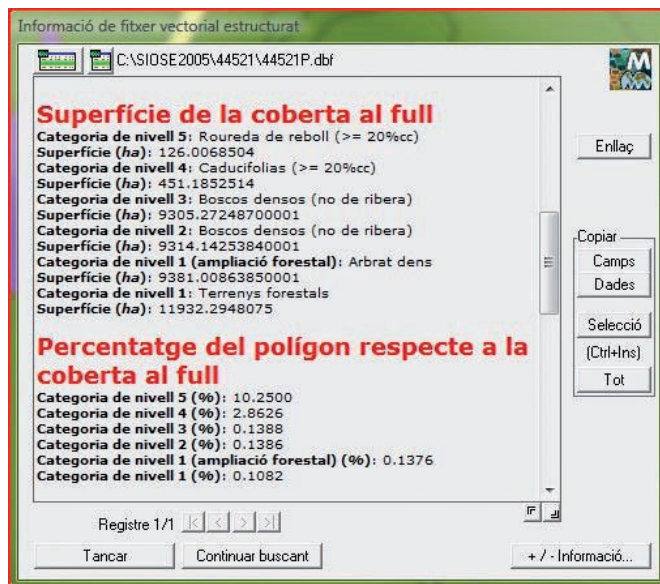 Informació de fitxer vectorial estructurat
C:\SIOSE2005\44521\44521P.dbf
Superfície de la coberta al full
Categoria de nivell 5: Roureda de reboll (>= 20%cc)
Superfície (ha): 126.0068504
Categoria de nivell 4: Caducifolias (>= 20%cc)
Superfície (ha): 451.1852514
Categoria de nivell 3: Boscos densos (no de ribera)
Superfície (ha): 9305.27248700001
Categoria de nivell 2: Boscos densos (no de ribera)
Superfície (ha): 9314.14253840001
Categoria de nivell 1 (ampliació forestal): Arbrat dens
Superfície (ha): 9381.00863850001
Categoria de nivell 1: Terrenys forestals
Superfície (ha): 11932.2948075
Percentatge del polígon respecte a la
coberta al full
Categoria de nivell 5 (%): 10.2500
Categoria de nivell 4 (%): 2.8626
Categoria de nivell 3 (%): 0.1388
Categoria de nivell 2 (%): 0.1386
Categoria de nivell 1 (ampliació forestal) (%): 0.1376
Categoria de nivell 1 (%): 0.1082
M
Enllaç
Copiar
Camps
Dades
Selecció
(Ctrl+Ins)
Tot
Registre 1/1
Tancar
Continuar buscant
+ / - Informació...